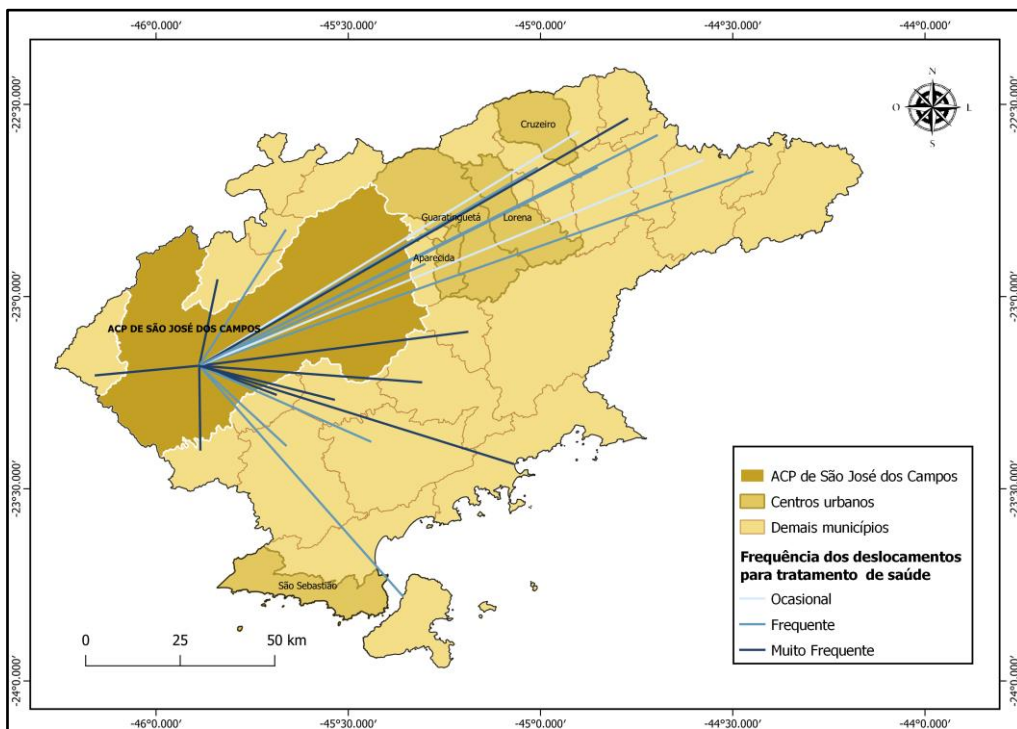 -46°0.000′ -45°30.000′ -45°0.000′ -44°30.000′ -44°0.000′
-22°30.000′
-22°30.000′
N
O
L
S
Cruzeiro
Guaratinguetá
Lorena
Aparecida
-23°0.000′
-23°0.000′
ACP DE SÃO JOSÉ DOS CAMPOS
ACP de São José dos Campos
Centros urbanos
Demais municípios
-23°30.000′
-23°30.000′
Frequência dos deslocamentos
para tratamento de saúde
Ocasional
Frequente
Muito Frequente
São Sebastião
0 25 50 km
-24°0.000′
-24°0.000′
-46°0.000′ -45°30.000′ -45°0.000′ -44°30.000′ -44°0.000′